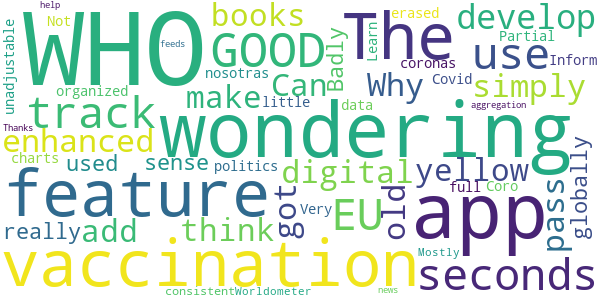 help
WHO
feeds
books
The
erased
develop
Not
GOOD
Badly
Learn
Partial
unadjustable
nosotras
Can
Why
coronas
use
Covid
Inform
organized
make
little
simply
Thanks
track
wondering
data
aggregation
enhanced
charts
used
sense
politics
digital
yellow
globally
feature
got
old
full
Coro
pass
really
add
think
Very
EU
app
vaccination
Mostly
seconds
consistent
Worldometer
news